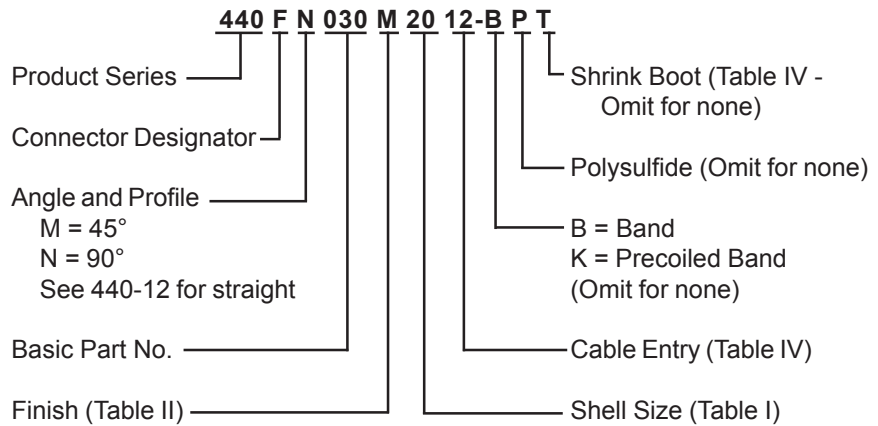 440 F N 030 M 20 12-B P T
Product Series
Connector Designator
Angle and Profile
M = 45°
N = 90°
See 440-12 for straight
Basic Part No.
Finish (Table II)
Shrink Boot (Table IV -
Omit for none)
Polysulfide (Omit for none)
B = Band
K = Precoiled Band
(Omit for none)
Cable Entry (Table IV)
Shell Size (Table I)